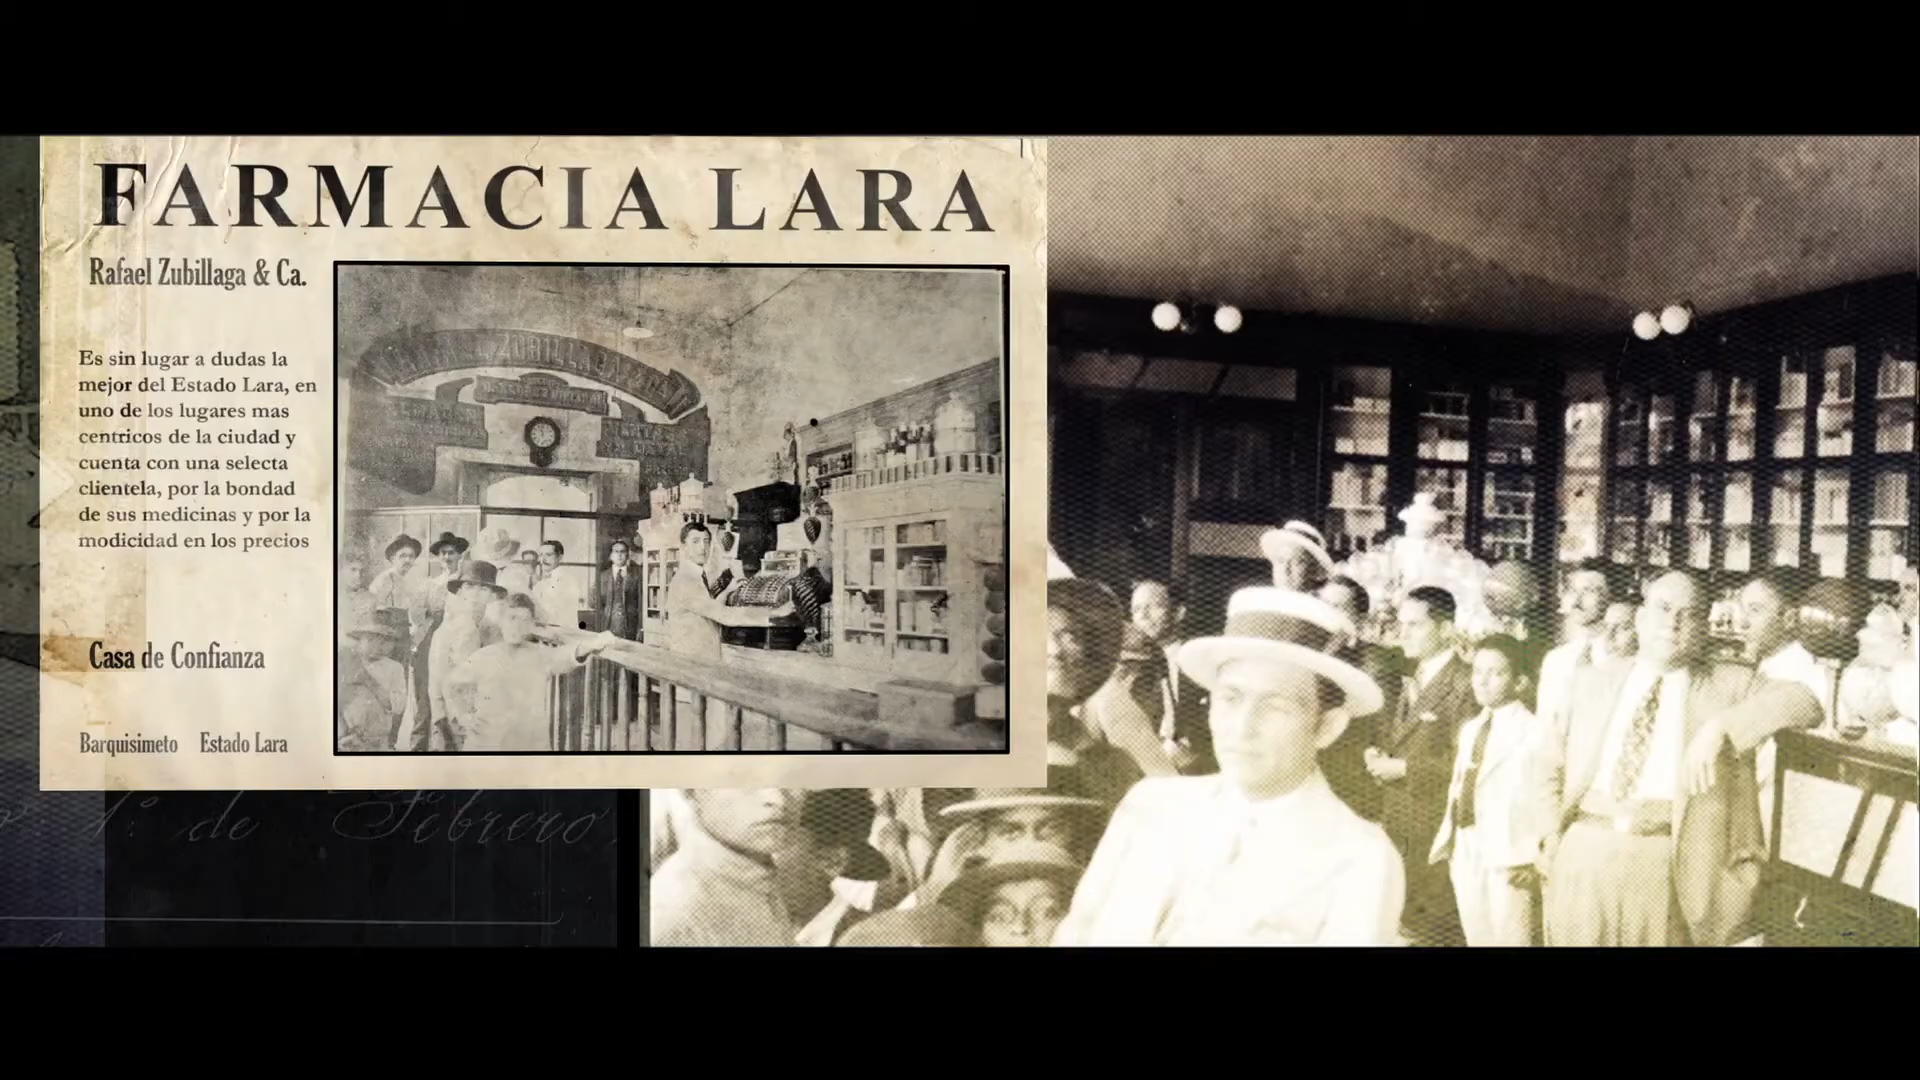 FARMACIA LARA
Rafael Zubillaga & Ca.
Es sin lugar a dudas la
mejor del Estado Lara, en
uno de los lugares mas
centricos de la ciudad y
cuenta con una selecta
clientela, por la bondad
de sus medicinas y por la
modicidad en los precios
Casa de Confianza
Barquisimeto Estado Lara
1º de Febrero